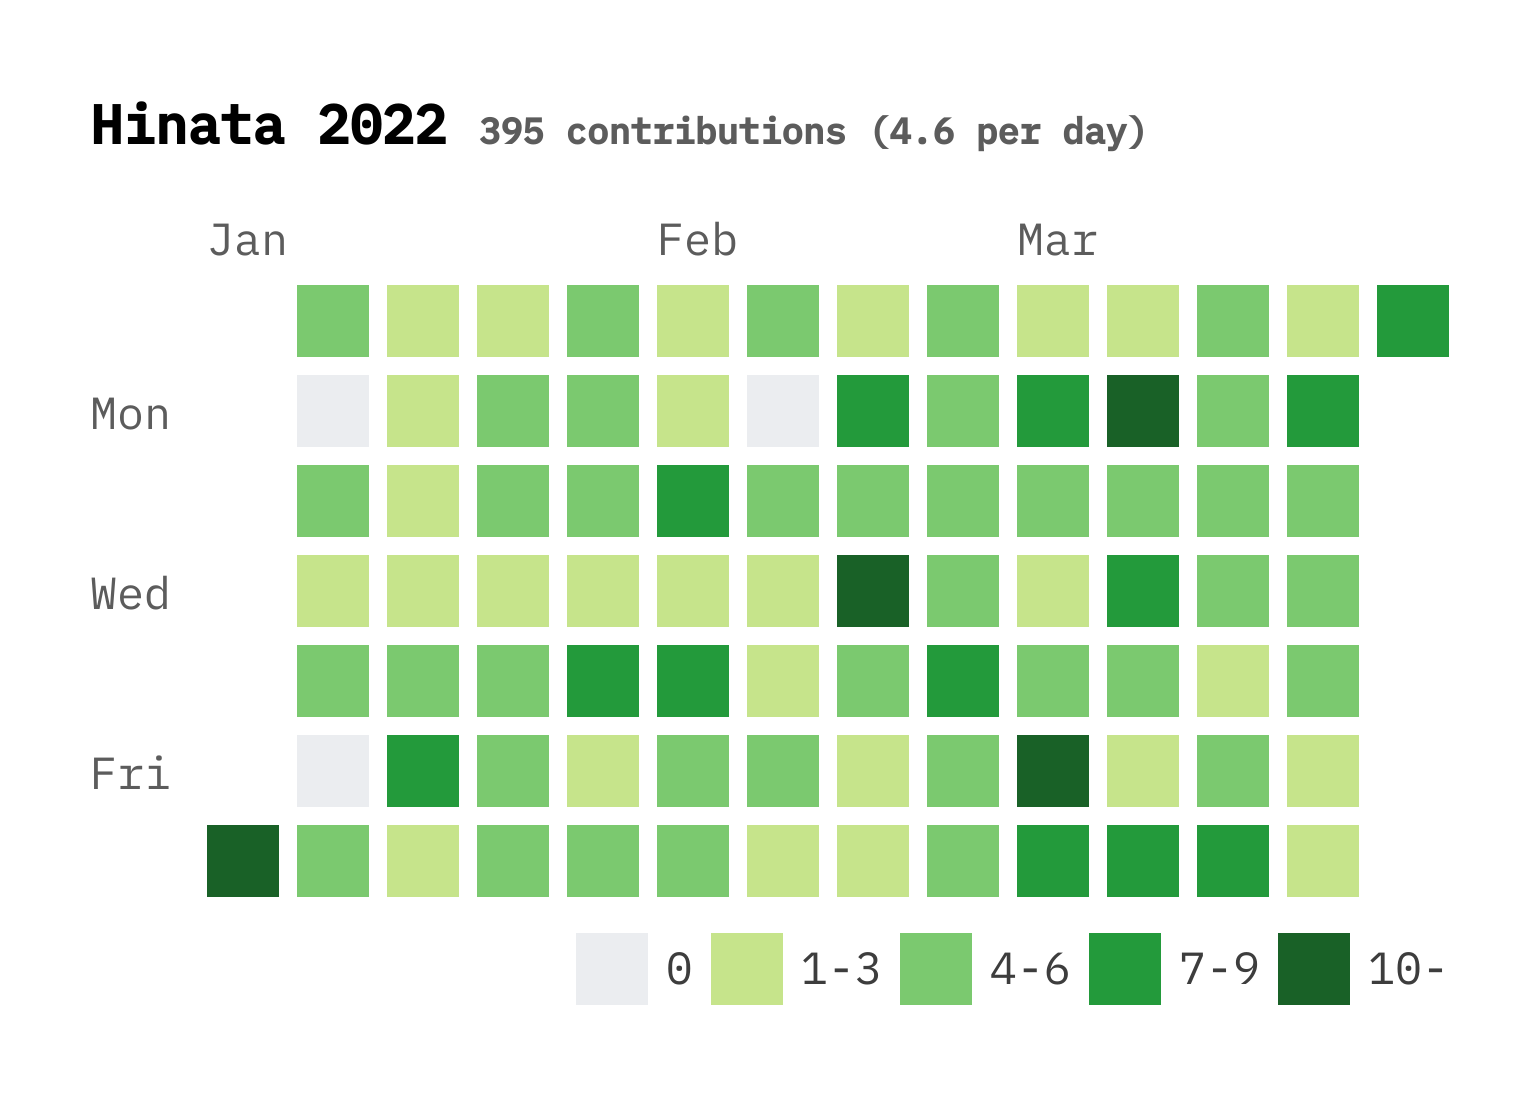 Hinata 2022 395 contributions (4.6 per day)
Jan Feb Mar
Mon
Wed
Fri
0 1-3 4-6 7-9 10-